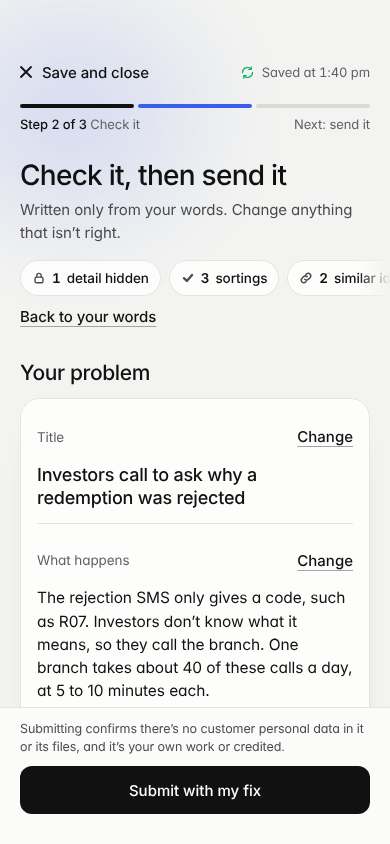 Save and close
Saved at 1:40 pm
Step 2 of 3 Check it
Next: send it
Check it, then send it
Written only from your words. Change anything
that isn’t right.
1 detail hidden
3 sortings
2 similar
Back to your words
Your problem
Title
Change
Investors call to ask why a
redemption was rejected
What happens
Change
The rejection SMS only gives a code, such
as R07. Investors don’t know what it
means, so they call the branch. One
branch takes about 40 of these calls a day,
at 5 to 10 minutes each.
Submitting confirms there’s no customer personal data in it
or its files, and it’s your own work or credited.
Submit with my fix